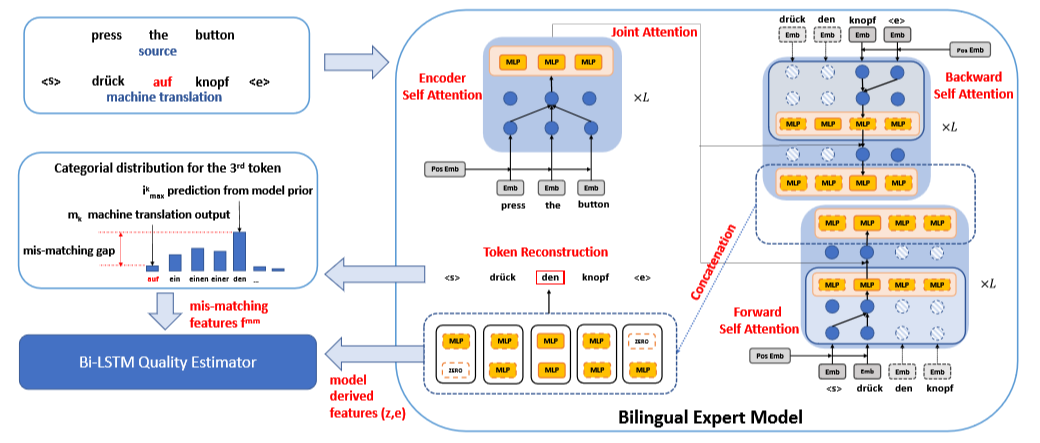 press the button
source
<s> drück auf knopf <e>
machine translation
Categorial distribution for the 3rd token
i^k_max prediction from model prior
m_k machine translation output
mis-matching gap
auf ein einen einer den ...
mis-matching
features f^mm
Bi-LSTM Quality Estimator
Joint Attention
MLP MLP MLP
Encoder
Self Attention
×L
Pos Emb
Emb Emb Emb
press the button
Token Reconstruction
<s> drück den knopf <e>
MLP MLP MLP MLP ZERO
ZERO MLP MLP MLP MLP
model
derived
features (z,e)
Concatenation
drück den knopf <e>
Emb Emb Emb Emb
Pos Emb
Backward
Self Attention
MLP MLP MLP MLP
×L
MLP MLP MLP MLP
MLP MLP MLP MLP
MLP MLP MLP MLP
×L
Forward
Self Attention
Pos Emb
Emb Emb Emb Emb
<s> drück den knopf
Bilingual Expert Model